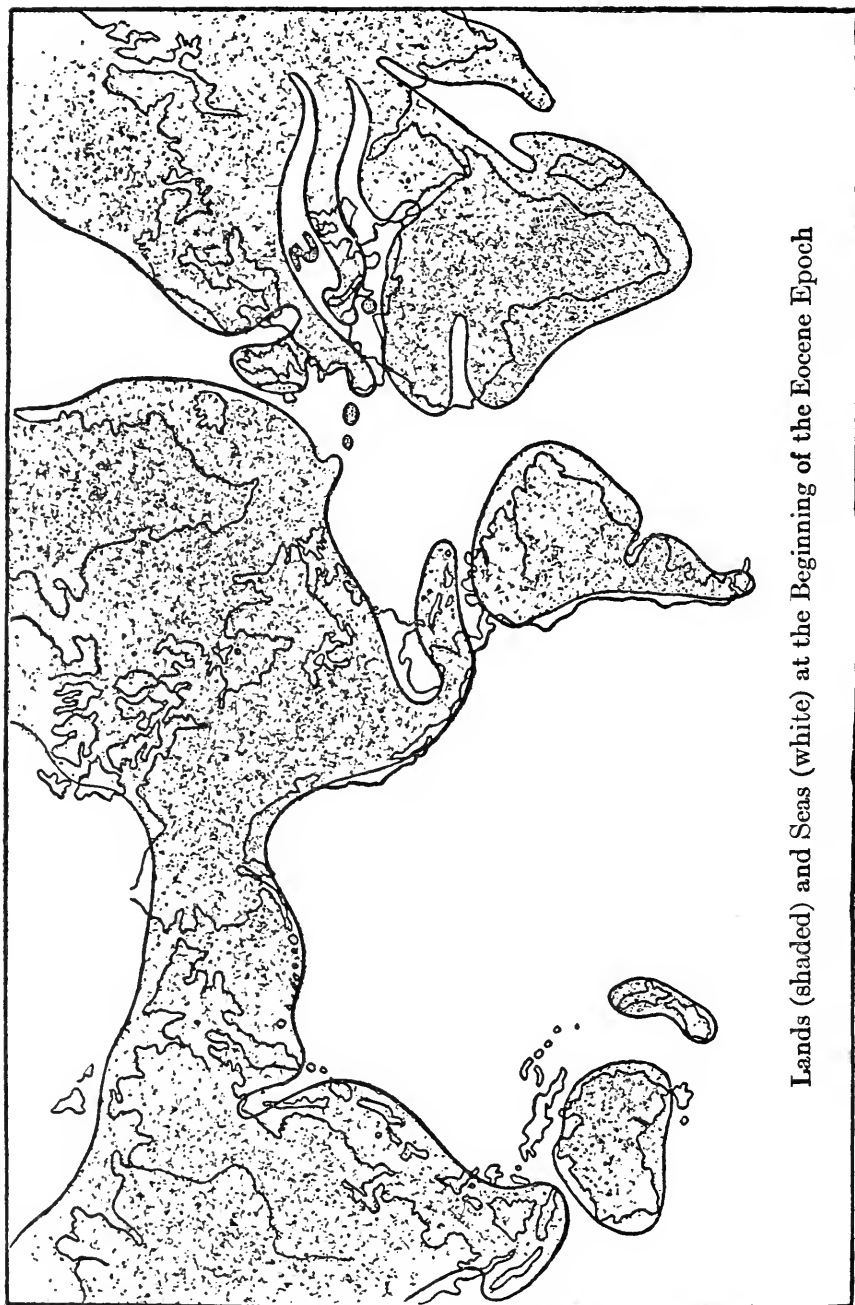 Lands (shaded) and Seas (white) at the Beginning of the Eocene Epoch